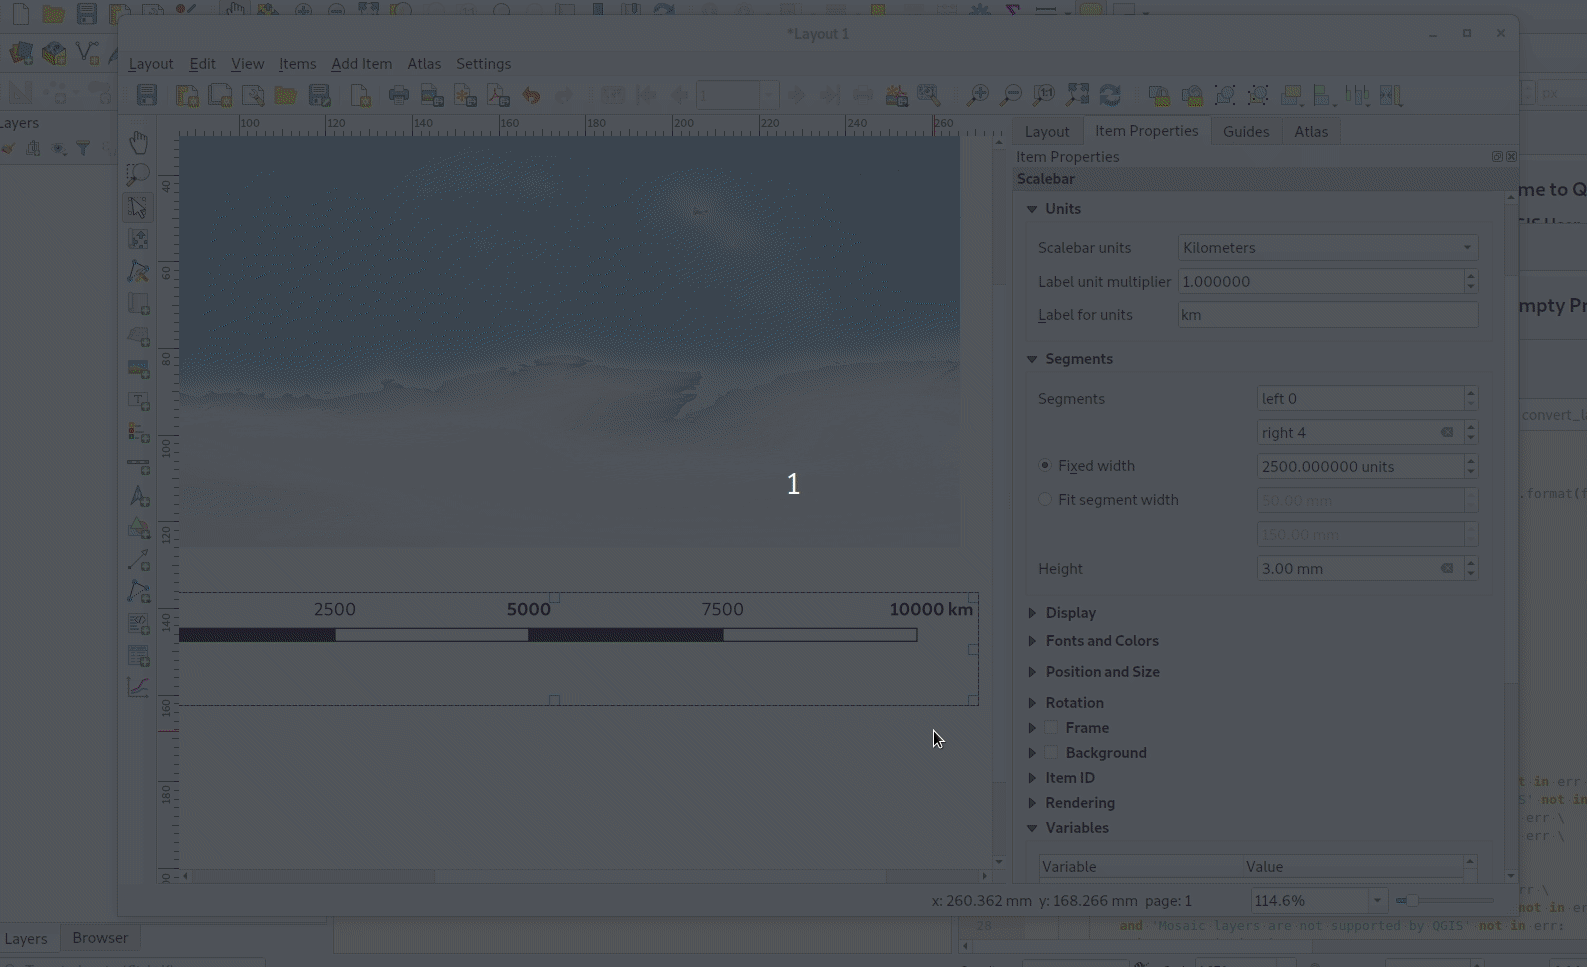 *Layout 1
Layout Edit View Items Add Item Atlas Settings
1
px
Layers
100 120 140 160 180 200 220 240 260
Layout Item Properties Guides Atlas
Item Properties
Scalebar
Units
me to Q
Scalebar units Kilometers
Label unit multiplier 1.000000
Label for units km
mpty Pr
Segments
Segments left 0
right 4
convert_l
Fixed width 2500.000000 units
Fit segment width 50.00 mm
.format(f
150.00 mm
Height 3.00 mm
1
40
60
80
100
120
140
160
180
2500 5000 7500 10000 km
Display
Fonts and Colors
Position and Size
Rotation
Frame
Background
Item ID
Rendering
Variables
Variable Value
t in err
S' not in
err \
err \
rr \
not in er
x: 260.362 mm y: 168.266 mm page: 1 114.6%
28 and 'Mosaic layers are not supported by QGIS' not in err:
Layers Browser